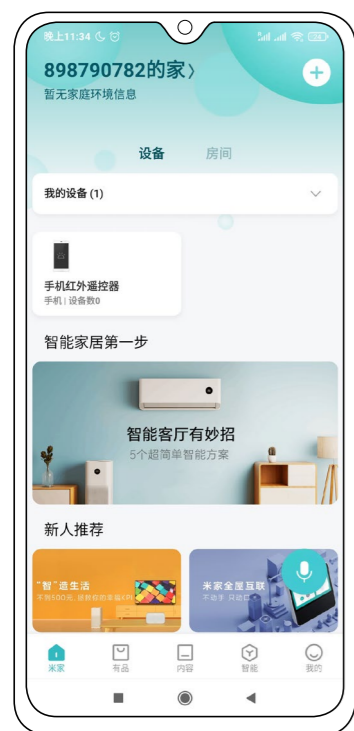 晚上11:34
898790782的家〉
暂无家庭环境信息
设备 房间
我的设备 (1)
手机红外遥控器
手机 | 设备数0
智能家居第一步
智能客厅有妙招
5个超简单智能方案
新人推荐
"智"造生活
米家全屋互联
米家 有品 内容 智能 我的